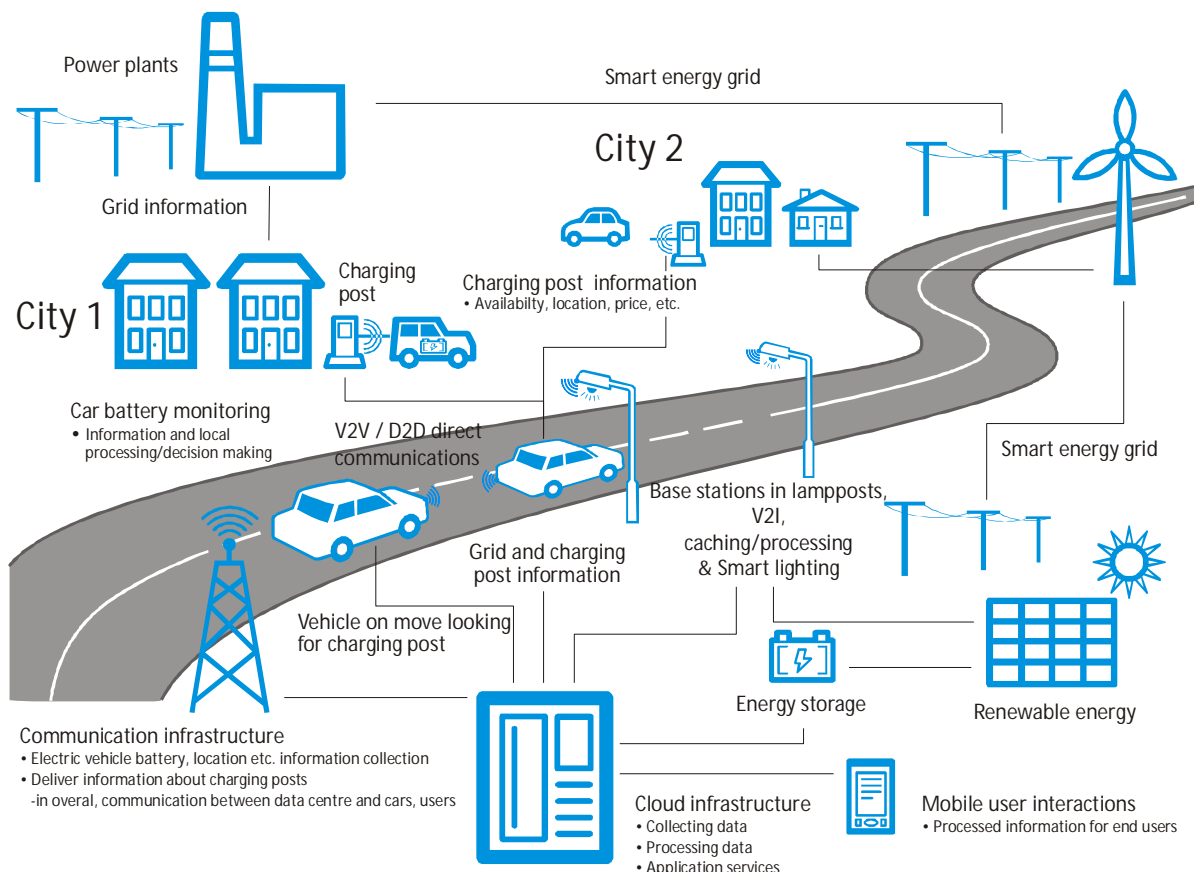 Power plants
Smart energy grid
City 2
Grid information
Charging
post
Charging post information
• Availabilty, location, price, etc.
City 1
Car battery monitoring
• Information and local
processing/decision making
V2V / D2D direct
communications
Smart energy grid
Base stations in lampposts,
V2I,
caching/processing
& Smart lighting
Grid and charging
post information
Vehicle on move looking
for charging post
Energy storage
Renewable energy
Communication infrastructure
• Electric vehicle battery, location etc. information collection
• Deliver information about charging posts
-in overal, communication between data centre and cars, users
Cloud infrastructure
• Collecting data
• Processing data
• Application services
Mobile user interactions
• Processed information for end users